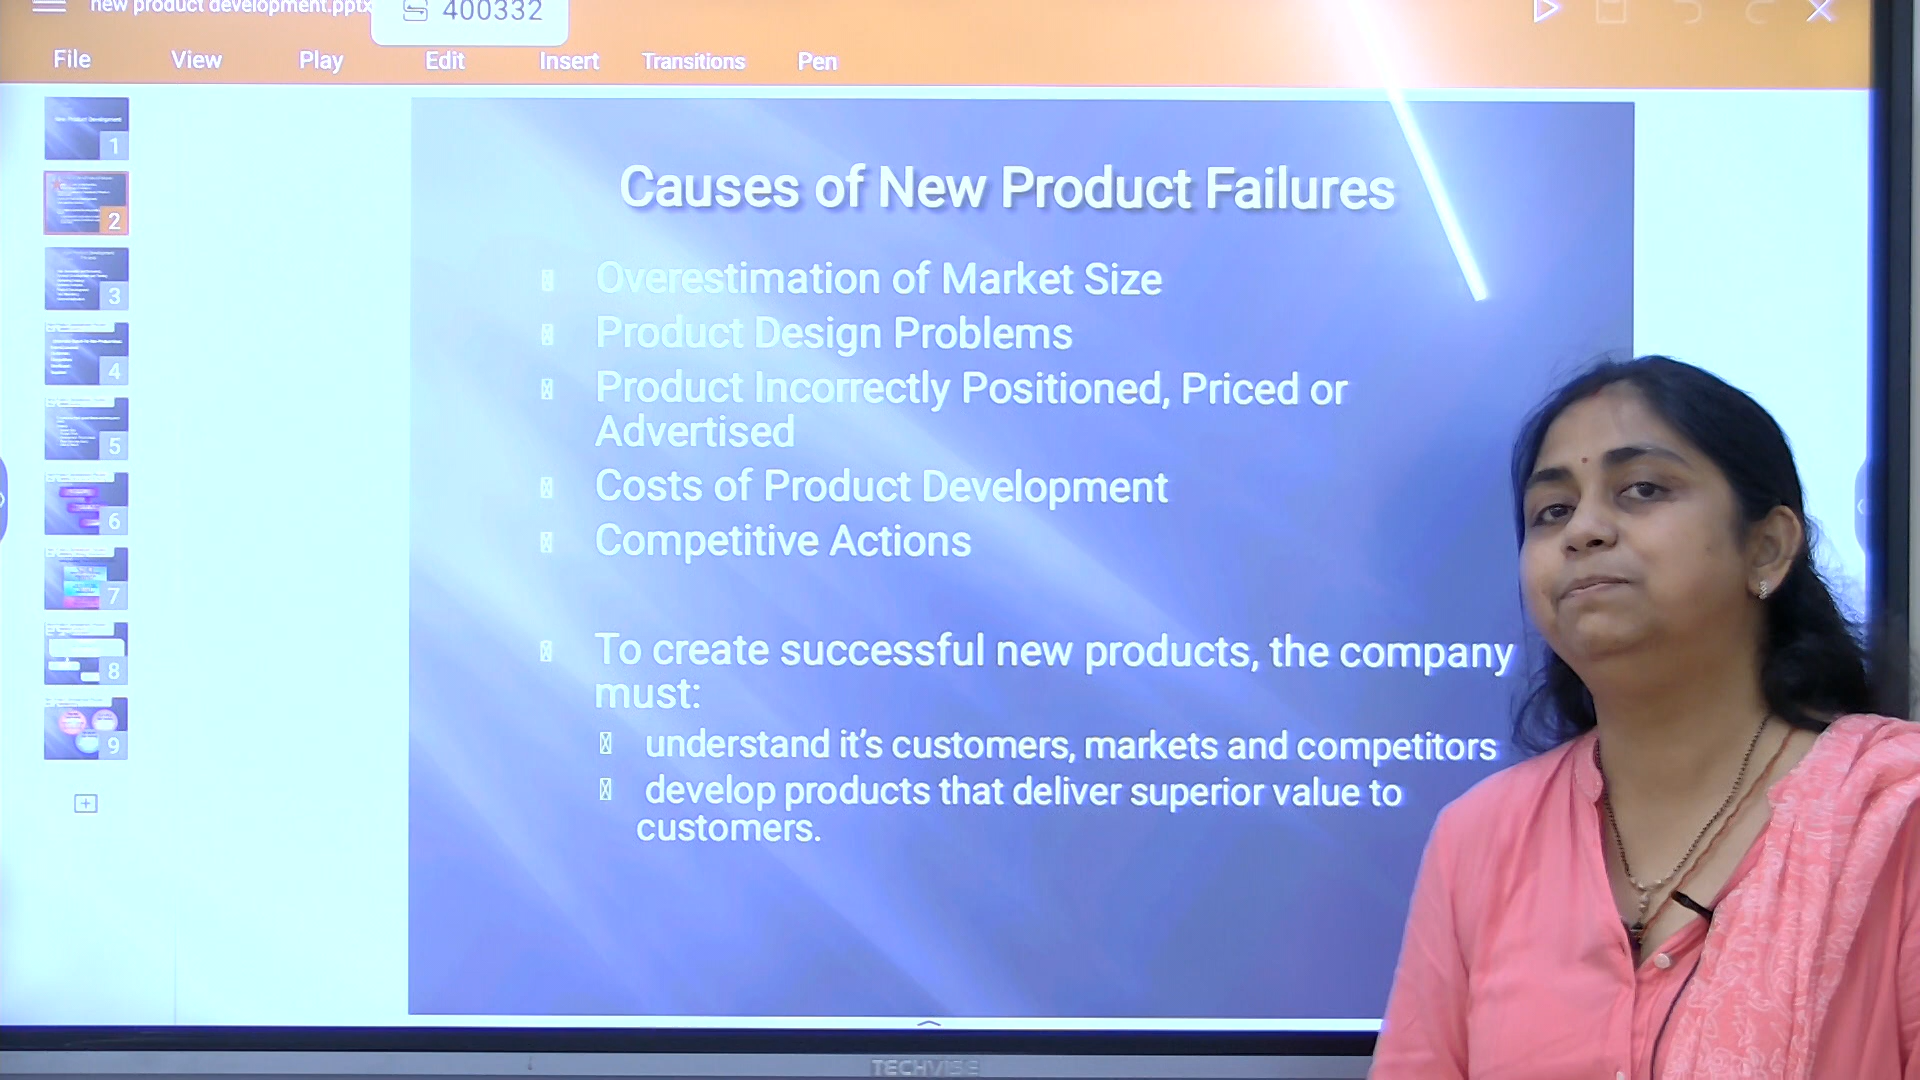 new product development.pptx
400332
File View Play Edit Insert Transitions Pen
New Product Development
1
2
3
4
5
6
7
8
9
Causes of New Product Failures
Overestimation of Market Size
Product Design Problems
Product Incorrectly Positioned, Priced or
Advertised
Costs of Product Development
Competitive Actions
To create successful new products, the company
must:
understand it’s customers, markets and competitors
develop products that deliver superior value to
customers.
TECHVISE